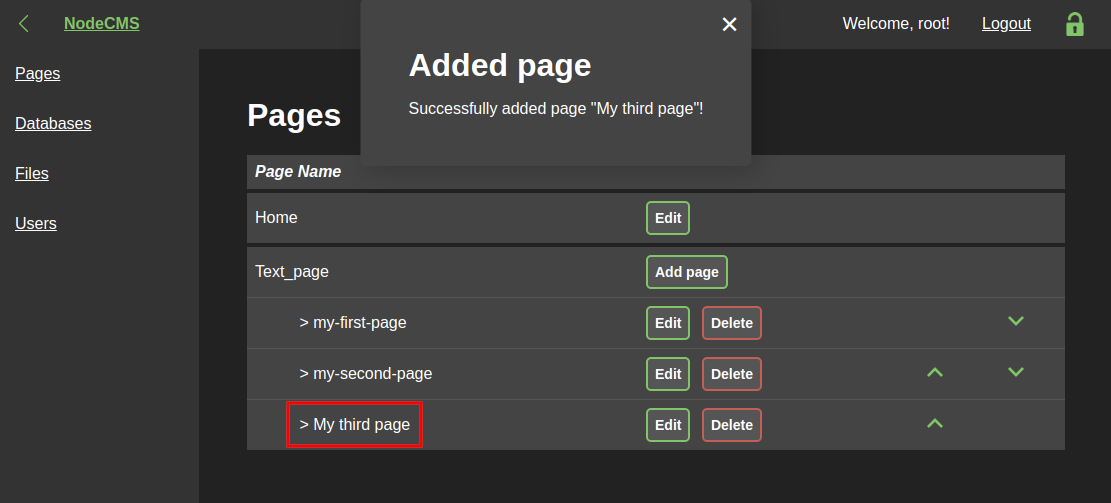 NodeCMS
Welcome, root!
Logout
Added page
Successfully added page "My third page"!
Pages
Databases
Files
Users
Pages
Page Name
Home
Edit
Text_page
Add page
> my-first-page
Edit
Delete
> my-second-page
Edit
Delete
> My third page
Edit
Delete